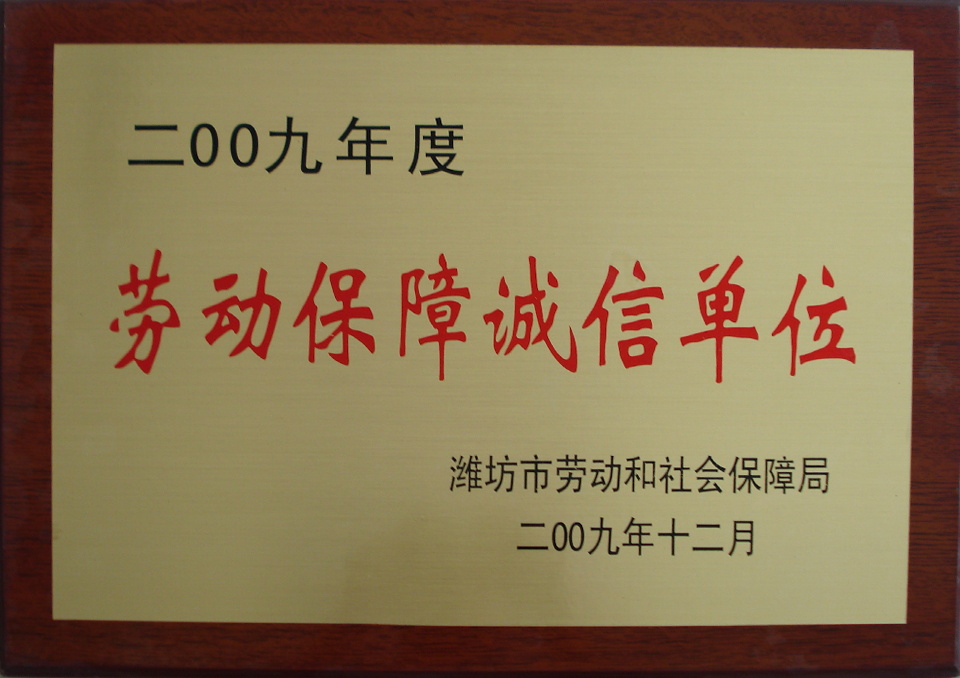 二00九年度
劳动保障诚信单位
潍坊市劳动和社会保障局
二00九年十二月